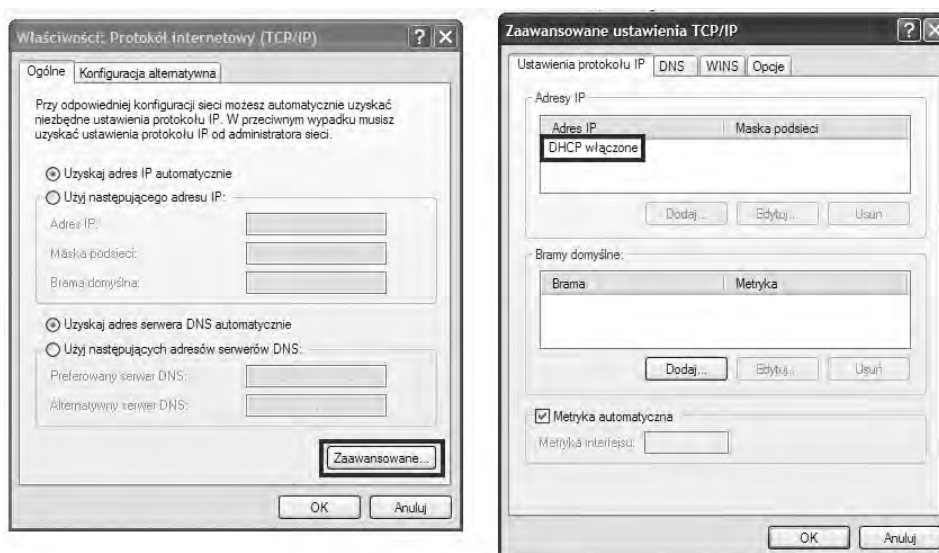 Właściwości: Protokół internetowy (TCP/IP)
Ogólne
Konfiguracja alternatywna
Przy odpowiedniej konfiguracji sieci możesz automatycznie uzyskać
niezbędne ustawienia protokołu IP. W przeciwnym wypadku musisz
uzyskać ustawienia protokołu IP od administratora sieci.
Uzyskaj adres IP automatycznie
Użyj następującego adresu IP:
Adres IP:
Maska podsieci:
Brama domyślna:
Uzyskaj adres serwera DNS automatycznie
Użyj następujących adresów serwerów DNS:
Preferowany serwer DNS:
Alternatywny serwer DNS:
Zaawansowane...
OK Anuluj
Zaawansowane ustawienia TCP/IP
Ustawienia protokołu IP DNS WINS Opcje
Adresy IP
Adres IP Maska podsieci
DHCP włączone
Dodaj... Edytuj... Usuń
Bramy domyślne:
Brama Metryka
Dodaj... Edytuj... Usuń
Metryka automatyczna
Metryka interfejsu:
OK Anuluj